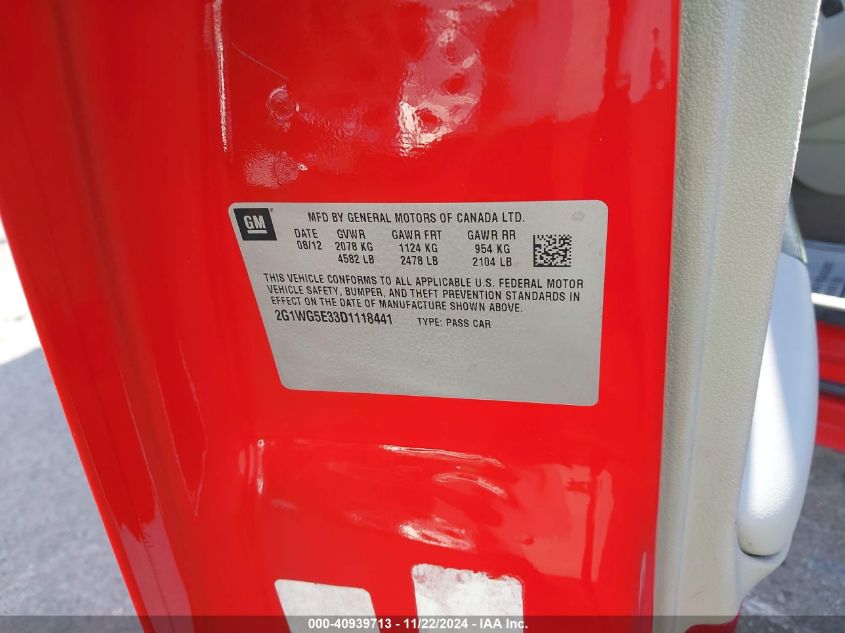 GM
MFD BY GENERAL MOTORS OF CANADA LTD.
DATE GVWR GAWR FRT GAWR RR
08/12 2078 KG 1124 KG 954 KG
4582 LB 2478 LB 2104 LB
THIS VEHICLE CONFORMS TO ALL APPLICABLE U.S. FEDERAL MOTOR
VEHICLE SAFETY, BUMPER, AND THEFT PREVENTION STANDARDS IN
EFFECT ON THE DATE OF MANUFACTURE SHOWN ABOVE.
2G1WG5E33D1118441 TYPE: PASS CAR
000-40939713 - 11/22/2024 - IAA Inc.